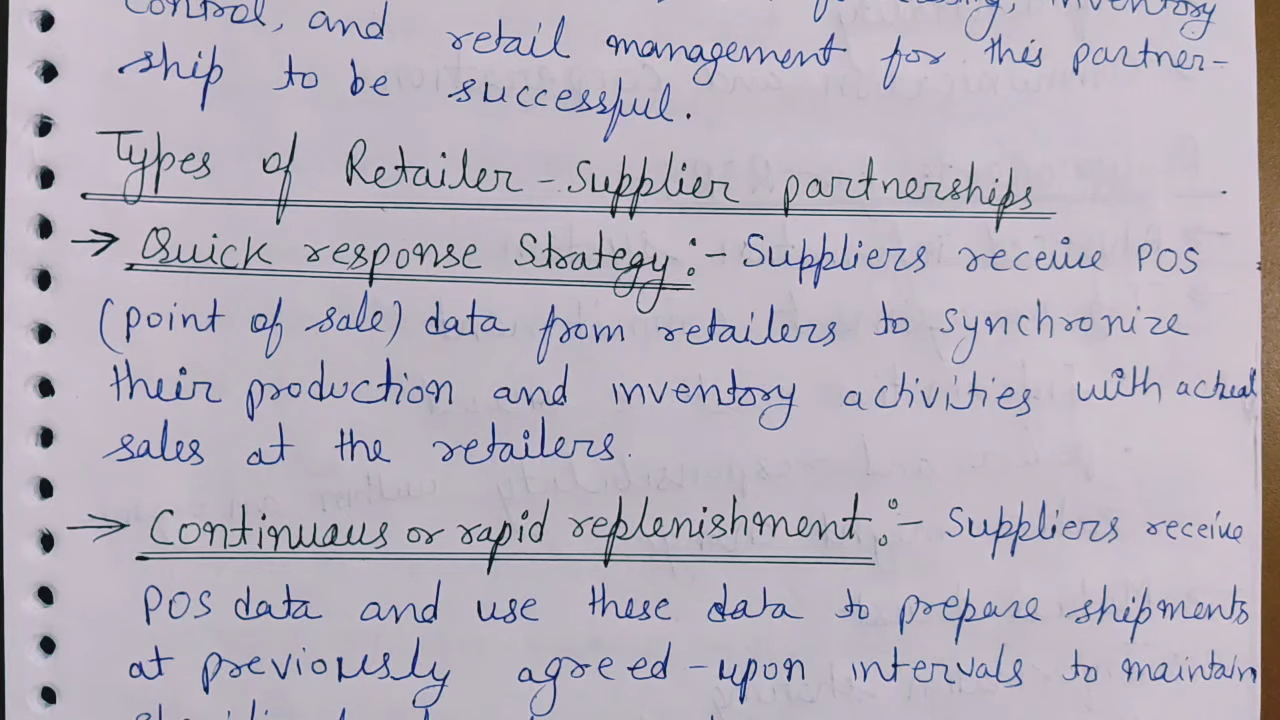 control, and retail management for this partner-
ship to be successful.
Types of Retailer-Supplier partnerships
→ Quick response Strategy:- Suppliers receive POS
(point of sale) data from retailers to synchronize
their production and inventory activities with actual
sales at the retailers.
→ Continuous or rapid replenishment:- Suppliers receive
POS data and use these data to prepare shipments
at previously agreed-upon intervals to maintain